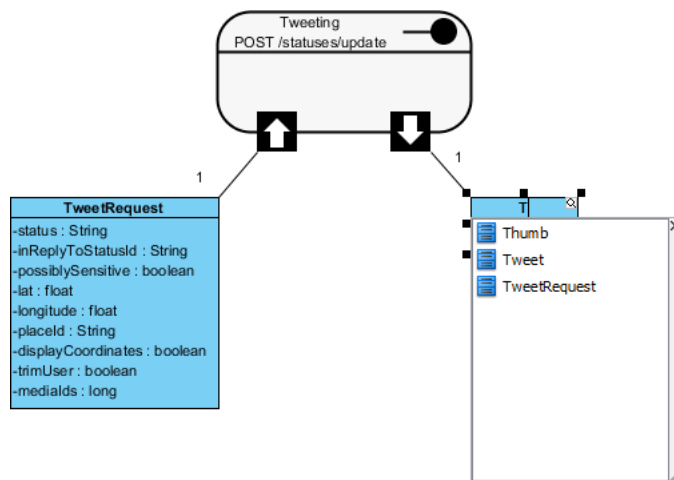 Tweeting
POST /statuses/update
1
1
TweetRequest
-status : String
-inReplyToStatusId : String
-possiblySensitive : boolean
-lat : float
-longitude : float
-placeId : String
-displayCoordinates : boolean
-trimUser : boolean
-mediaIds : long
T
Thumb
Tweet
TweetRequest